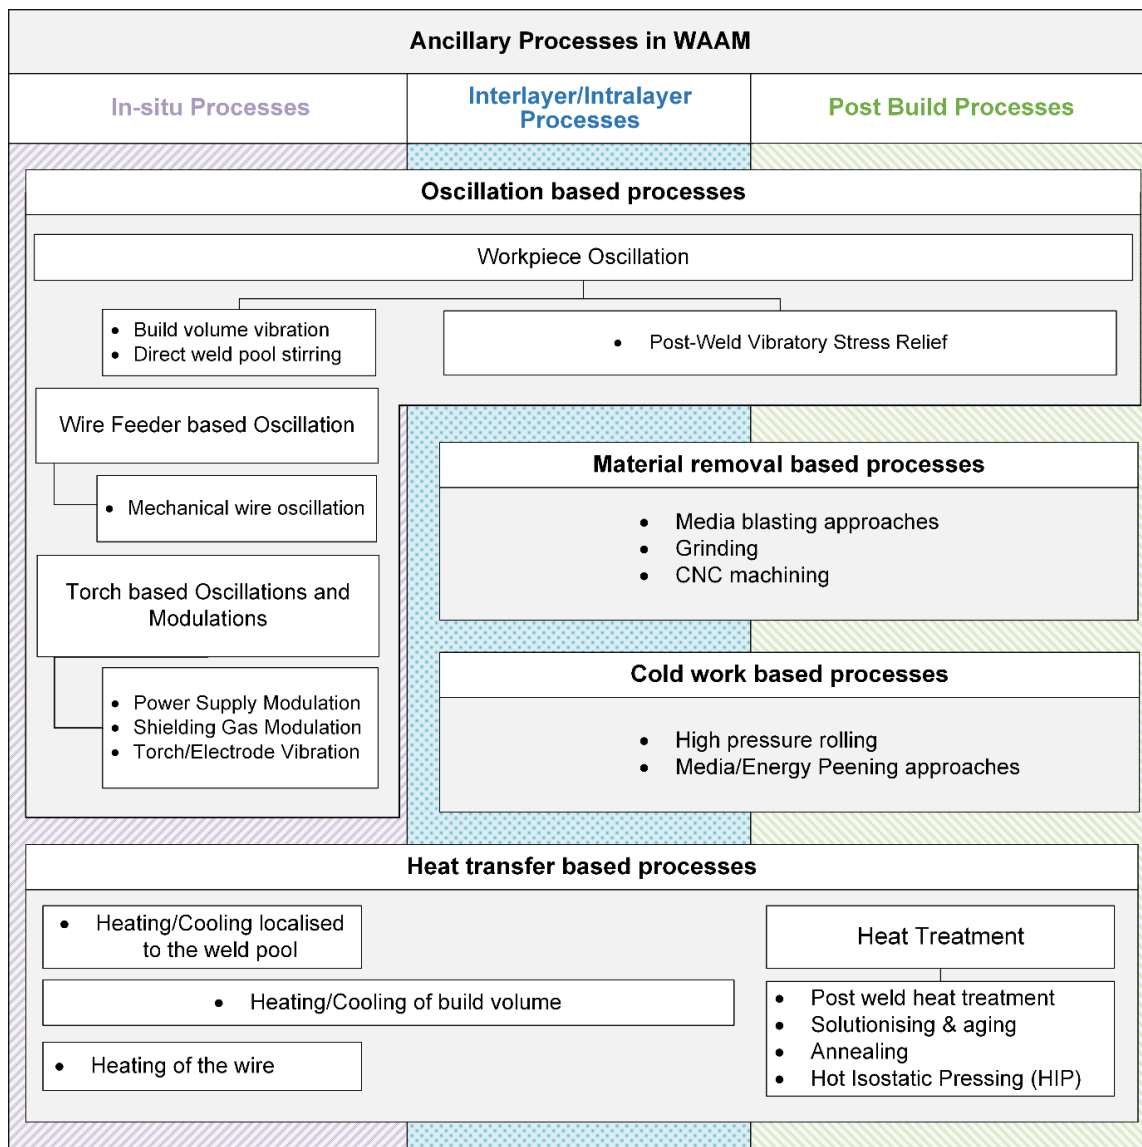 Ancillary Processes in WAAM
In-situ Processes
Interlayer/Intralayer
Processes
Post Build Processes
Oscillation based processes
Workpiece Oscillation
• Build volume vibration
• Direct weld pool stirring
• Post-Weld Vibratory Stress Relief
Wire Feeder based Oscillation
• Mechanical wire oscillation
Torch based Oscillations and
Modulations
• Power Supply Modulation
• Shielding Gas Modulation
• Torch/Electrode Vibration
Material removal based processes
• Media blasting approaches
• Grinding
• CNC machining
Cold work based processes
• High pressure rolling
• Media/Energy Peening approaches
Heat transfer based processes
• Heating/Cooling localised
to the weld pool
• Heating/Cooling of build volume
• Heating of the wire
Heat Treatment
• Post weld heat treatment
• Solutionising & aging
• Annealing
• Hot Isostatic Pressing (HIP)